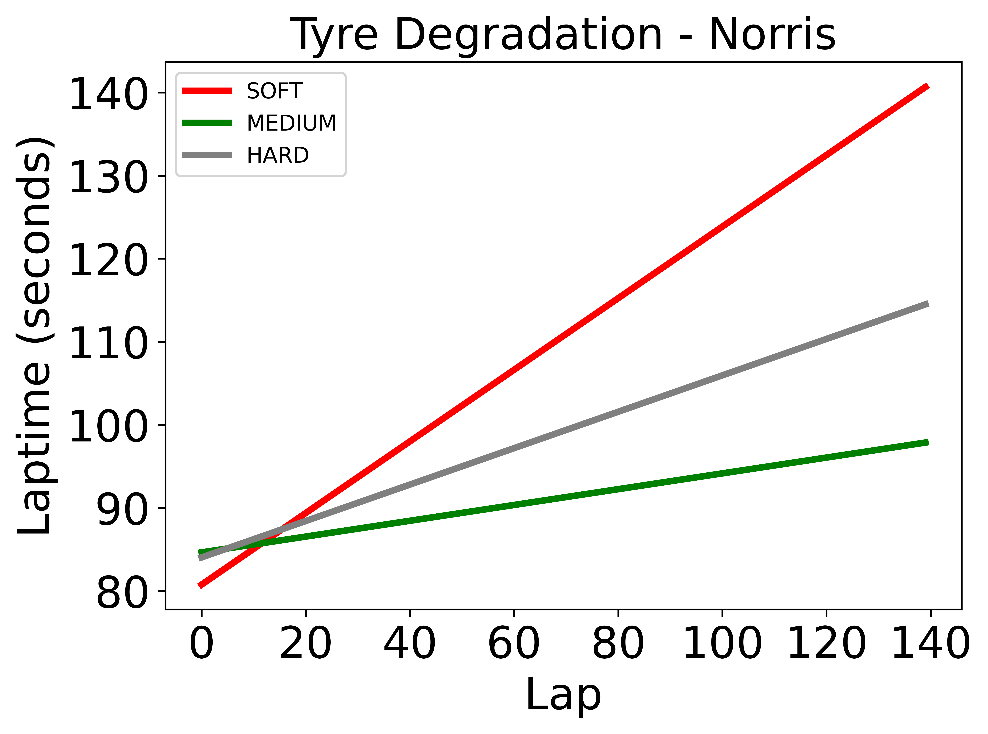 Tyre Degradation - Norris
SOFT
MEDIUM
HARD
Laptime (seconds)
140
130
120
110
100
90
80
0 20 40 60 80 100 120 140
Lap